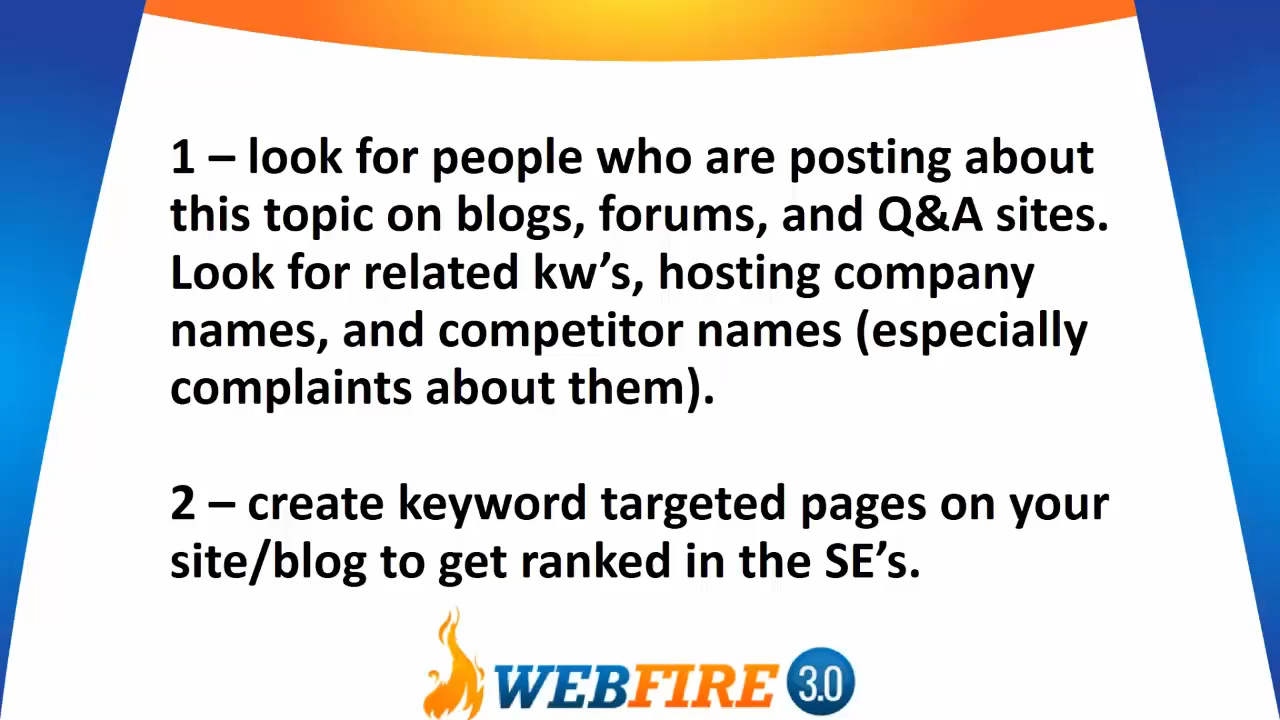 1 – look for people who are posting about
this topic on blogs, forums, and Q&A sites.
Look for related kw’s, hosting company
names, and competitor names (especially
complaints about them).
2 – create keyword targeted pages on your
site/blog to get ranked in the SE’s.
WEBFIRE 3.0